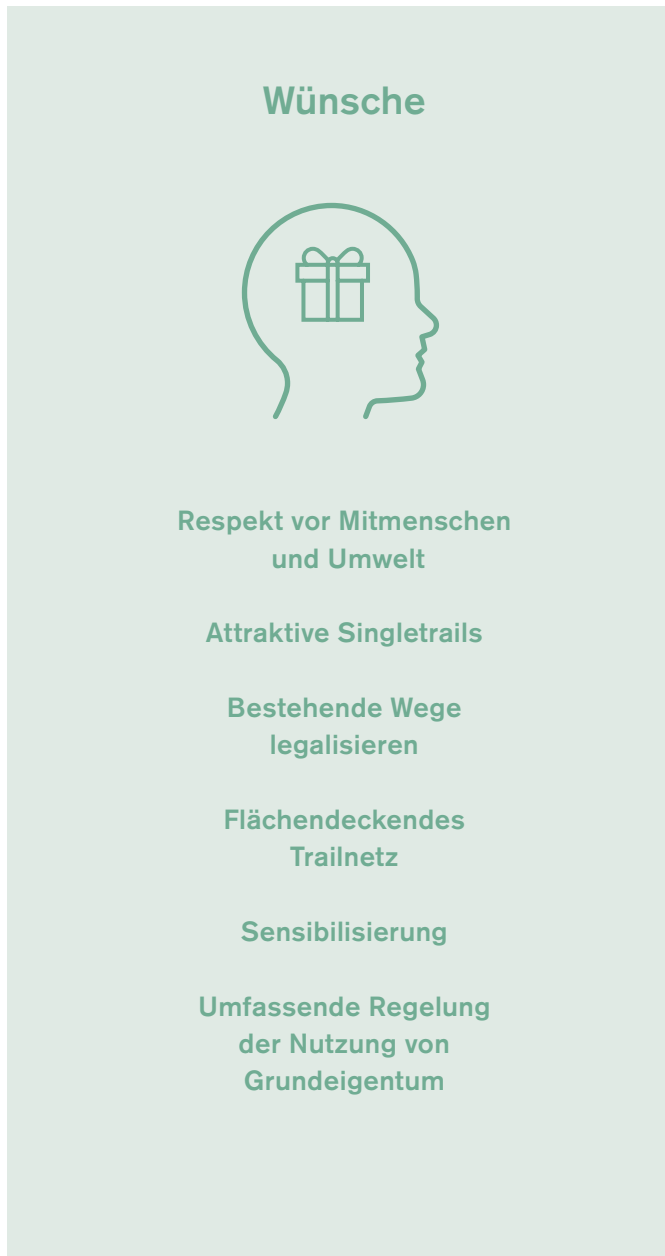 Wünsche
Respekt vor Mitmenschen
und Umwelt
Attraktive Singletrails
Bestehende Wege
legalisieren
Flächendeckendes
Trailnetz
Sensibilisierung
Umfassende Regelung
der Nutzung von
Grundeigentum